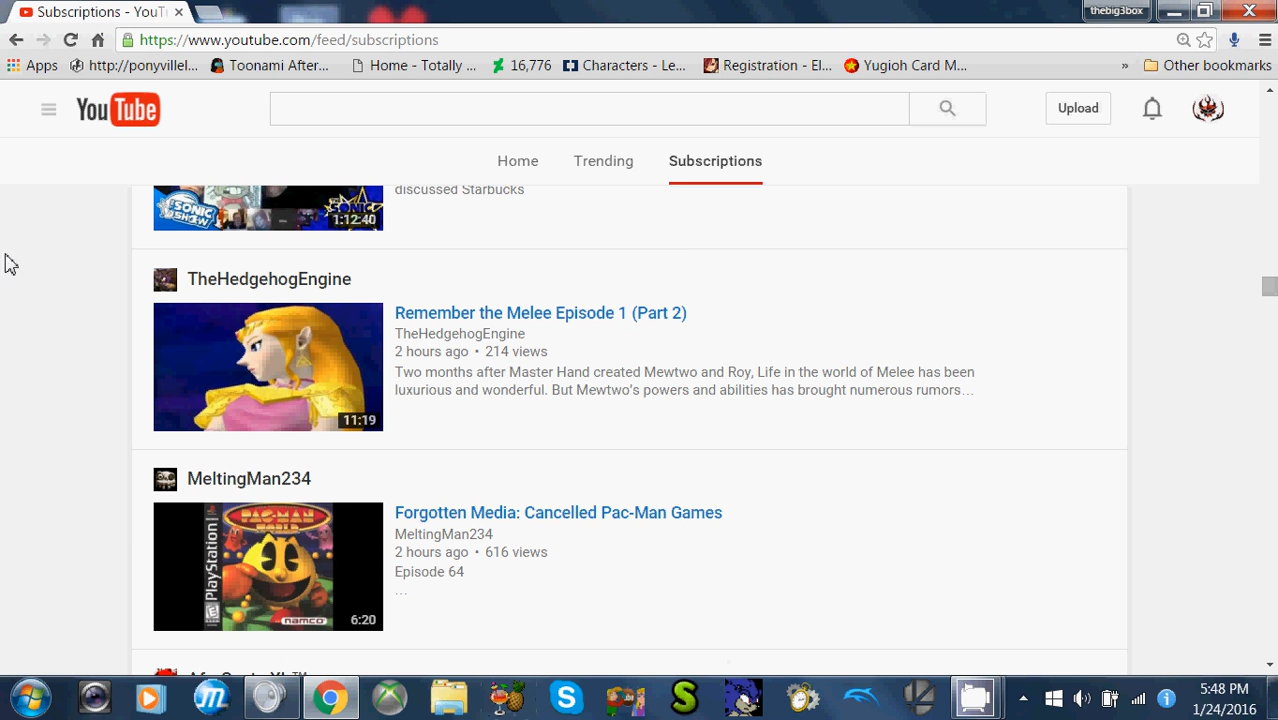 Subscriptions - YouT
thebig3box
https://www.youtube.com/feed/subscriptions
Apps
http://ponyvillel...
Toonami After...
Home - Totally ...
16,776
Characters - Le...
Registration - El...
Yugioh Card M...
»
Other bookmarks
YouTube
Upload
Home
Trending
Subscriptions
discussed Starbucks
SONIC
SHOW
1:12:40
TheHedgehogEngine
Remember the Melee Episode 1 (Part 2)
TheHedgehogEngine
2 hours ago • 214 views
Two months after Master Hand created Mewtwo and Roy, Life in the world of Melee has been
luxurious and wonderful. But Mewtwo's powers and abilities has brought numerous rumors...
11:19
MeltingMan234
Forgotten Media: Cancelled Pac-Man Games
MeltingMan234
2 hours ago • 616 views
Episode 64
...
PlayStation
PAC-MAN
WORLD
namco
6:20
5:48 PM
1/24/2016